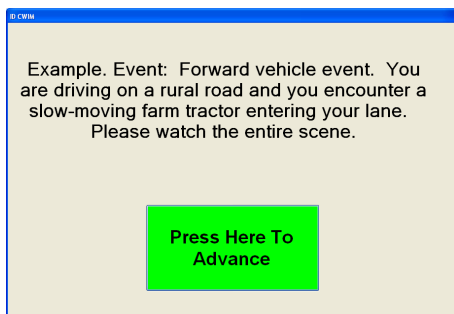 ID CWIM
Example. Event: Forward vehicle event. You
are driving on a rural road and you encounter a
slow-moving farm tractor entering your lane.
Please watch the entire scene.
Press Here To
Advance